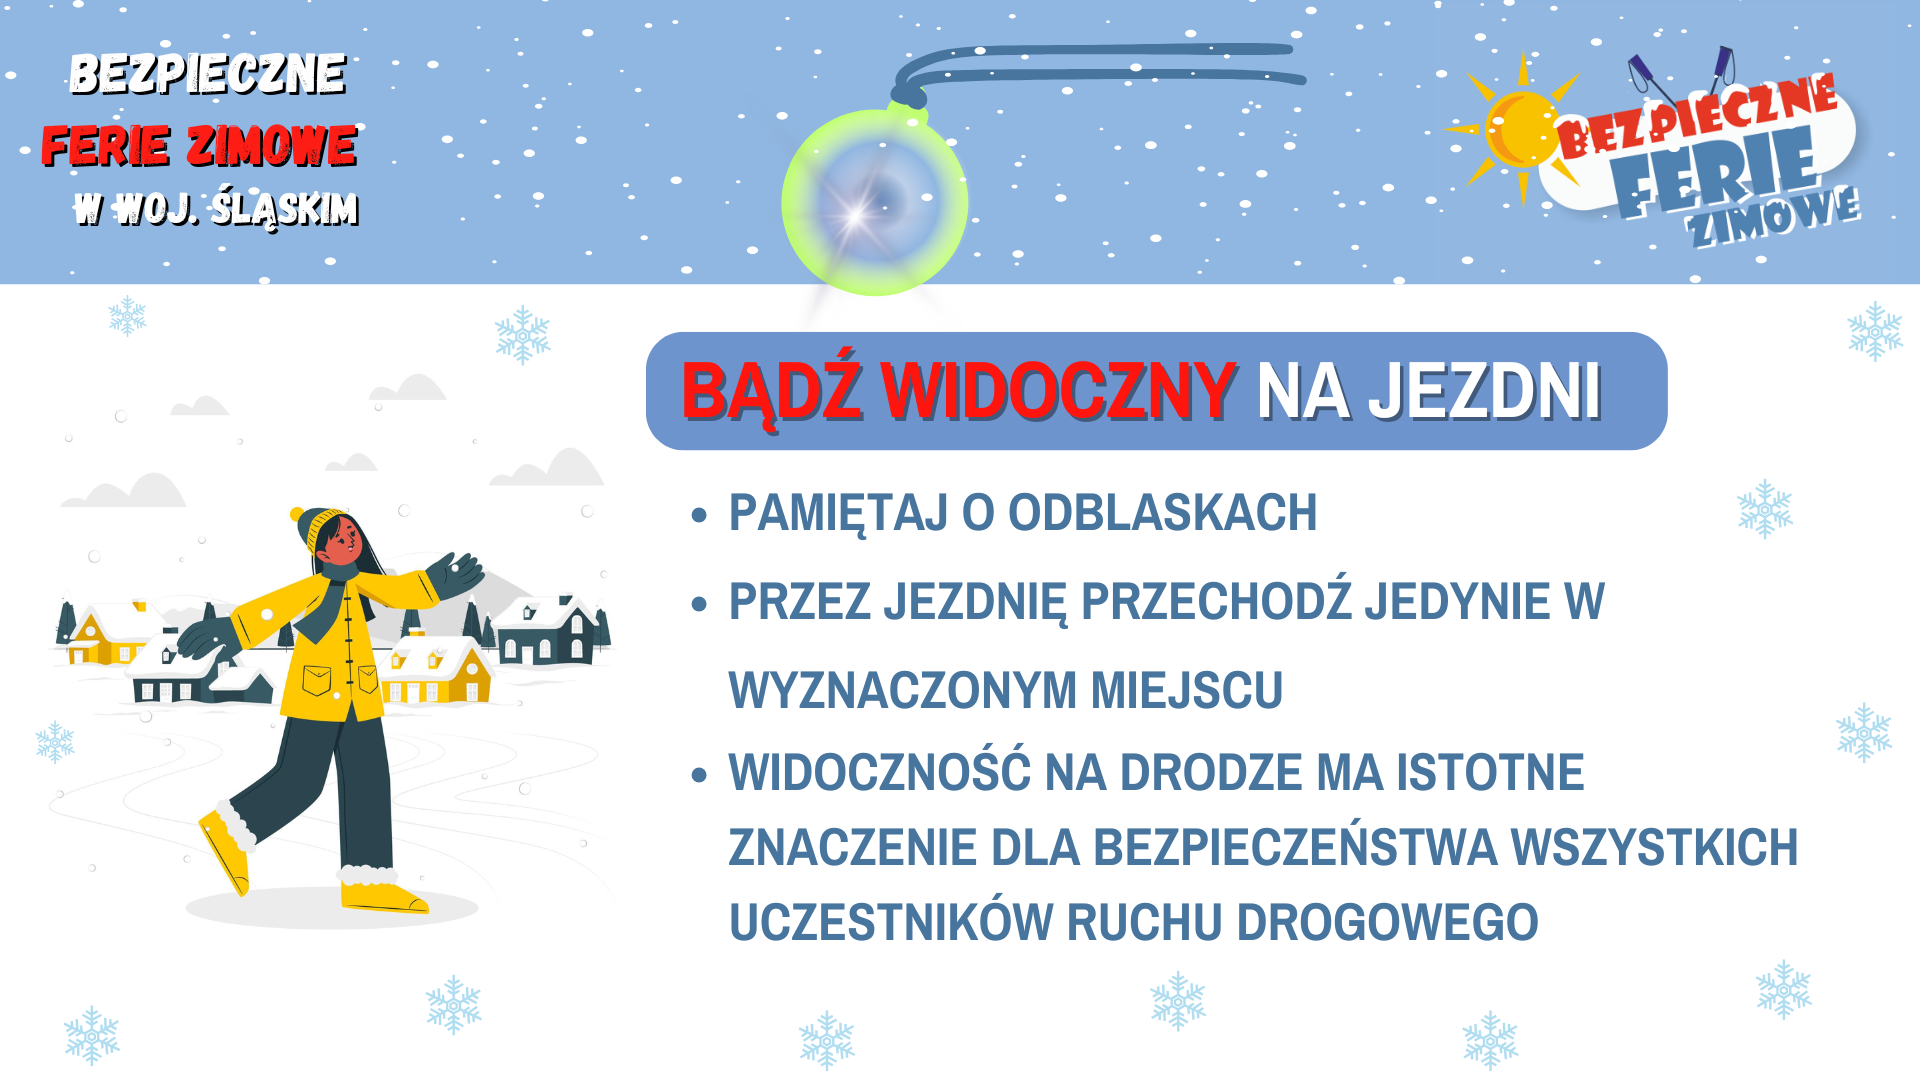 BEZPIECZNE
FERIE ZIMOWE
W WOJ. ŚLĄSKIM
BEZPIECZNE
FERIE
ZIMOWE
BĄDŹ WIDOCZNY NA JEZDNI
• PAMIĘTAJ O ODBLASKACH
• PRZEZ JEZDNIĘ PRZECHODŹ JEDYNIE W
WYZNACZONYM MIEJSCU
• WIDOCZNOŚĆ NA DRODZE MA ISTOTNE
ZNACZENIE DLA BEZPIECZEŃSTWA WSZYSTKICH
UCZESTNIKÓW RUCHU DROGOWEGO